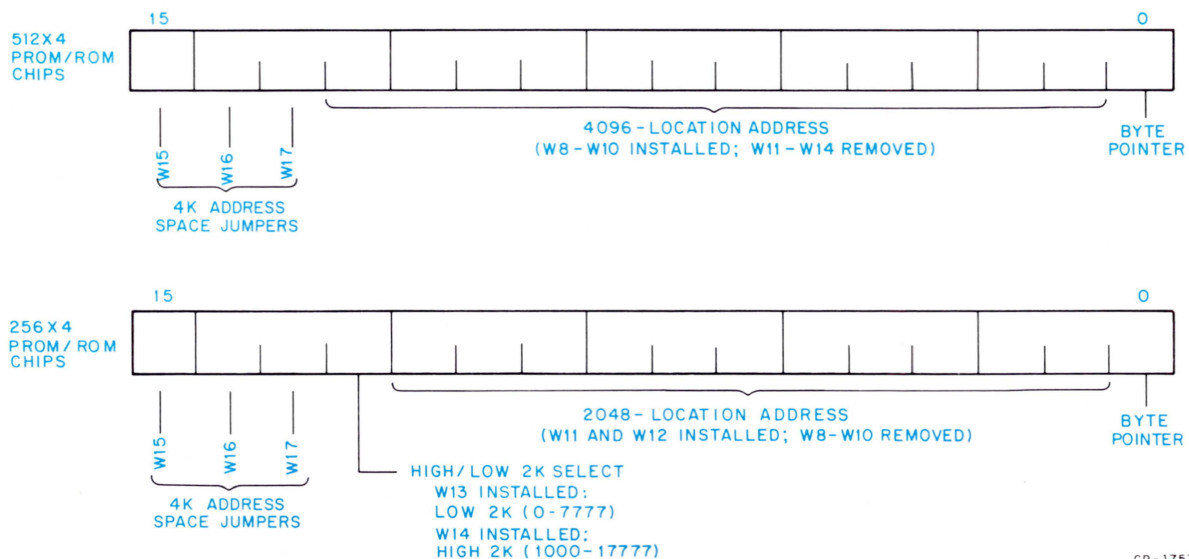 15
0
512X4
PROM/ROM
CHIPS
W15
W16
W17
4K ADDRESS
SPACE JUMPERS
4096-LOCATION ADDRESS
(W8-W10 INSTALLED; W11-W14 REMOVED)
BYTE
POINTER
15
0
256X4
PROM/ROM
CHIPS
W15
W16
W17
4K ADDRESS
SPACE JUMPERS
2048-LOCATION ADDRESS
(W11 AND W12 INSTALLED; W8-W10 REMOVED)
BYTE
POINTER
HIGH/LOW 2K SELECT
W13 INSTALLED:
LOW 2K (0-7777)
W14 INSTALLED:
HIGH 2K (1000-17777)